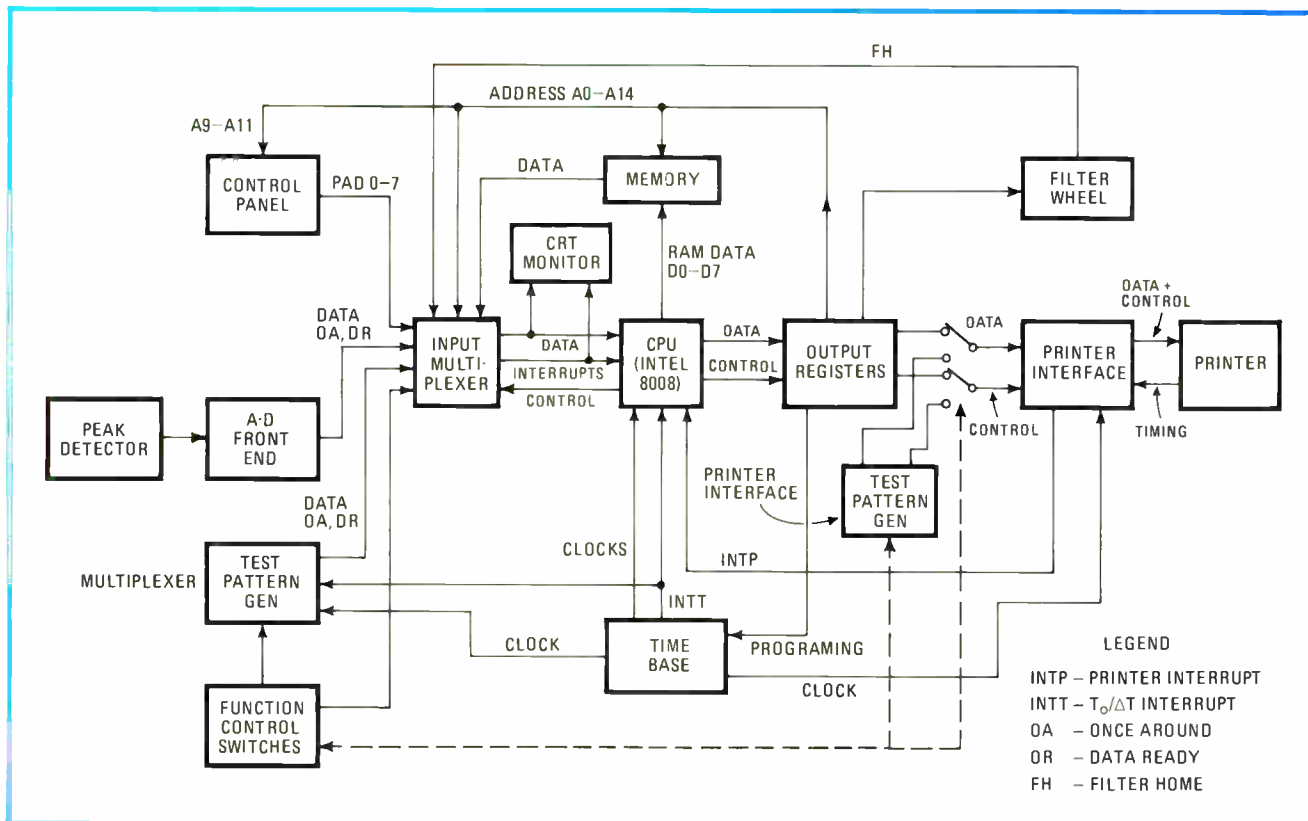 FH
ADDRESS A0–A14
A9–A11
CONTROL
PANEL
PAD 0–7
DATA
MEMORY
FILTER
WHEEL
CRT
MONITOR
RAM DATA
D0–D7
DATA
OA, DR
INPUT
MULTI-
PLEXER
DATA
INTERRUPTS
CONTROL
CPU
(INTEL
8008)
DATA
CONTROL
OUTPUT
REGISTERS
DATA
CONTROL
PRINTER
INTERFACE
DATA +
CONTROL
PRINTER
TIMING
PEAK
DETECTOR
A-D
FRONT
END
DATA
OA, DR
PRINTER
INTERFACE
TEST
PATTERN
GEN
MULTIPLEXER
TEST
PATTERN
GEN
CLOCKS
INTP
INTT
CLOCK
TIME
BASE
PROGRAMING
CLOCK
FUNCTION
CONTROL
SWITCHES
LEGEND
INTP – PRINTER INTERRUPT
INTT – To/ΔT INTERRUPT
OA – ONCE AROUND
OR – DATA READY
FH – FILTER HOME